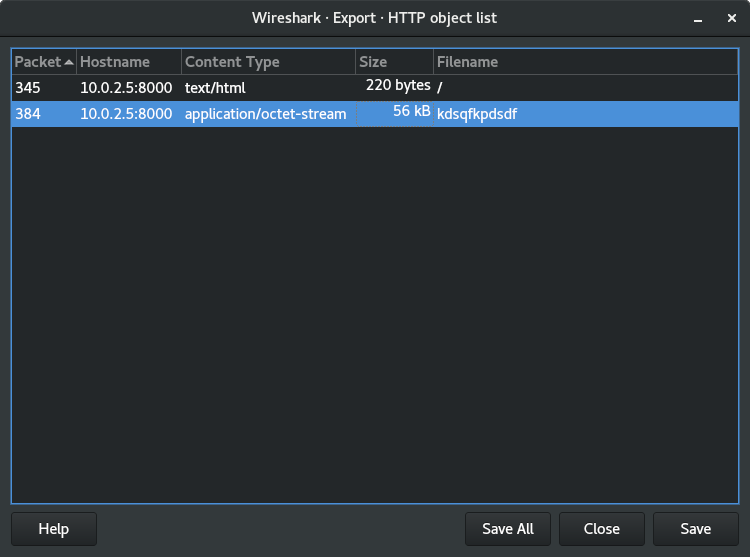 Wireshark · Export · HTTP object list
Packet Hostname Content Type Size Filename
345 10.0.2.5:8000 text/html 220 bytes /
384 10.0.2.5:8000 application/octet-stream 56 kB kdsqfkpdsdf
Help Save All Close Save